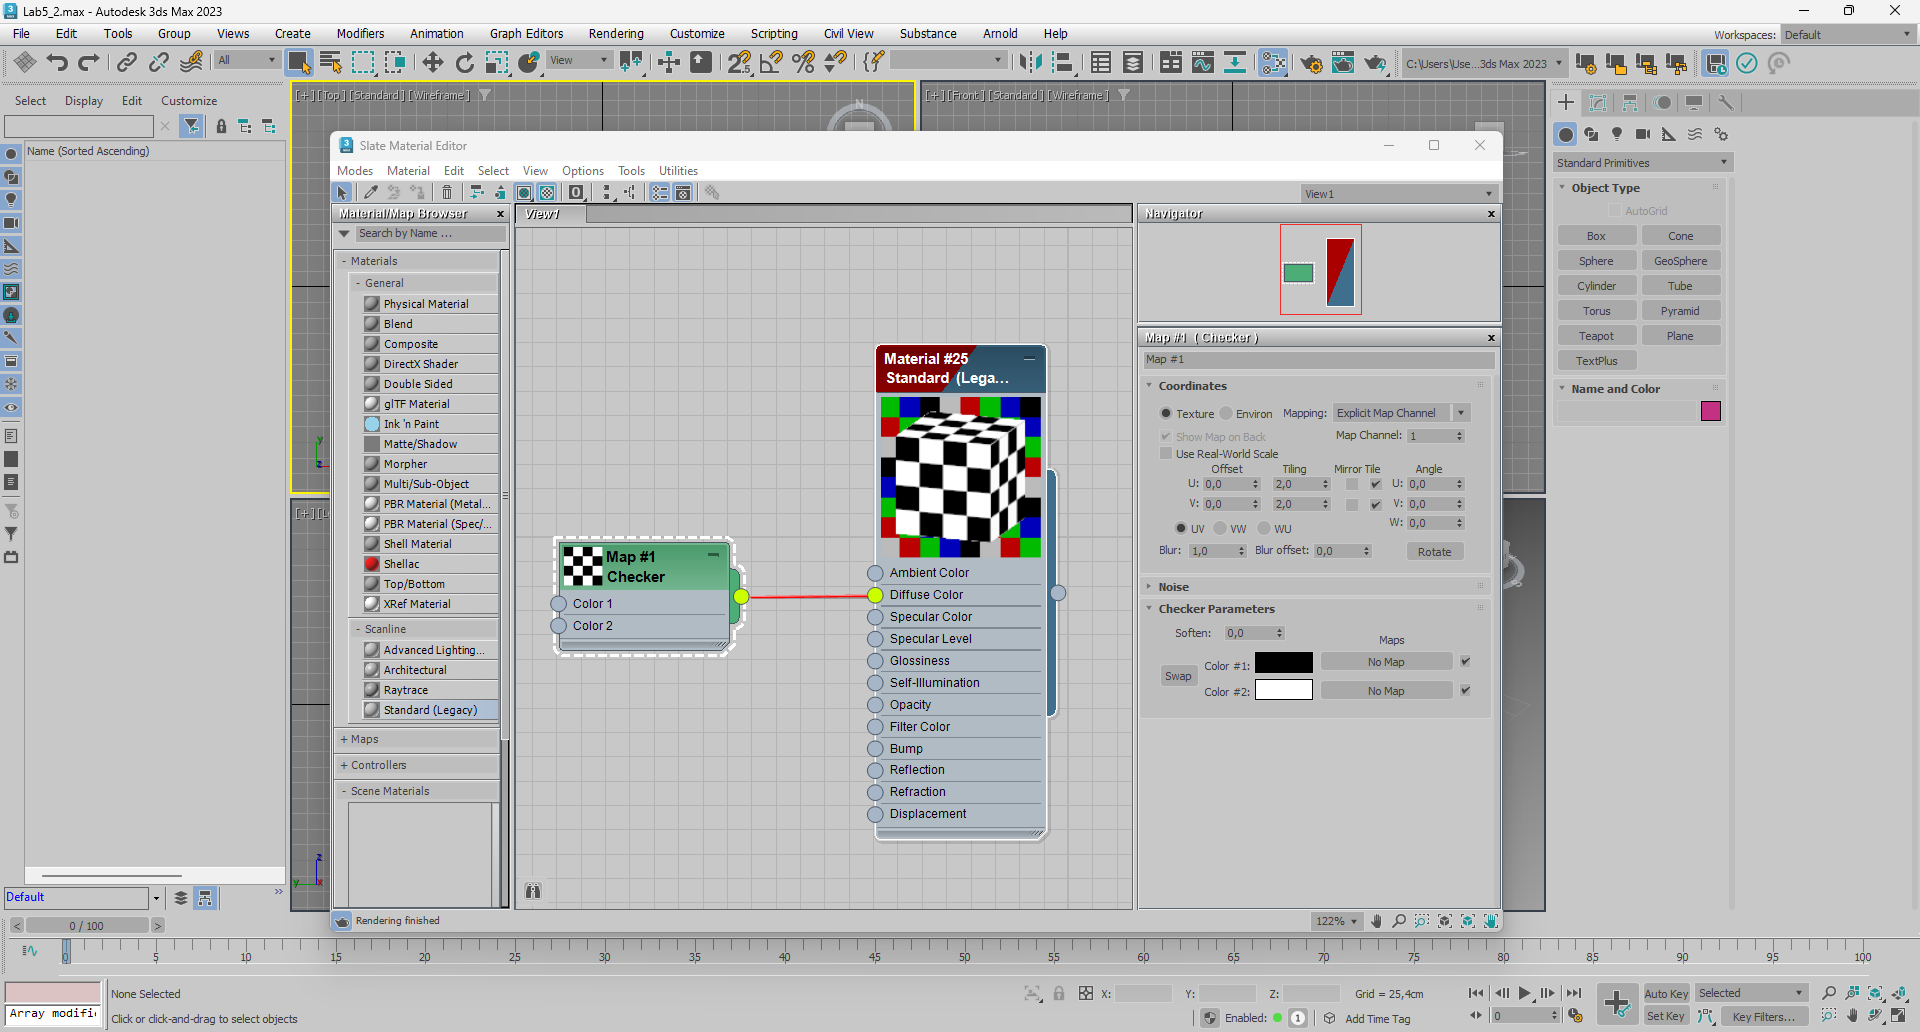 Lab5_2.max - Autodesk 3ds Max 2023
File Edit Tools Group Views Create Modifiers Animation Graph Editors Rendering Customize Scripting Civil View Substance Arnold Help
Workspaces: Default
All
View
C:\Users\Use...3ds Max 2023
Select Display Edit Customize
[+] [Top] [Standard] [Wireframe]
[+] [Front] [Standard] [Wireframe]
Name (Sorted Ascending)
Slate Material Editor
Modes Material Edit Select View Options Tools Utilities
View1
Material/Map Browser
View1
Navigator
Search by Name ...
- Materials
- General
Physical Material
Blend
Composite
DirectX Shader
Double Sided
glTF Material
Ink 'n Paint
Matte/Shadow
Morpher
Multi/Sub-Object
PBR Material (Metal...
PBR Material (Spec/...
Shell Material
Shellac
Top/Bottom
XRef Material
- Scanline
Advanced Lighting...
Architectural
Raytrace
Standard (Legacy)
+ Maps
+ Controllers
- Scene Materials
Rendering finished
Map #1
Checker
Color 1
Color 2
Material #25
Standard (Lega...
Ambient Color
Diffuse Color
Specular Color
Specular Level
Glossiness
Self-Illumination
Opacity
Filter Color
Bump
Reflection
Refraction
Displacement
Map #1 ( Checker )
Map #1
Coordinates
Texture Environ Mapping: Explicit Map Channel
Show Map on Back Map Channel: 1
Use Real-World Scale
Offset Tiling Mirror Tile Angle
U: 0,0 2,0 U: 0,0
V: 0,0 2,0 V: 0,0
W: 0,0
UV VW WU
Blur: 1,0 Blur offset: 0,0 Rotate
Noise
Checker Parameters
Soften: 0,0
Maps
Swap
Color #1: No Map
Color #2: No Map
122%
Standard Primitives
Object Type
AutoGrid
Box Cone
Sphere GeoSphere
Cylinder Tube
Torus Pyramid
Teapot Plane
TextPlus
Name and Color
Default
0 / 100
0 5 10 15 20 25 30 35 40 45 50 55 60 65 70 75 80 85 90 95 100
None Selected
X: Y: Z: Grid = 25,4cm
Auto Key Selected
Array modifi
Click or click-and-drag to select objects
Enabled: 1 Add Time Tag
0
Set Key Key Filters...